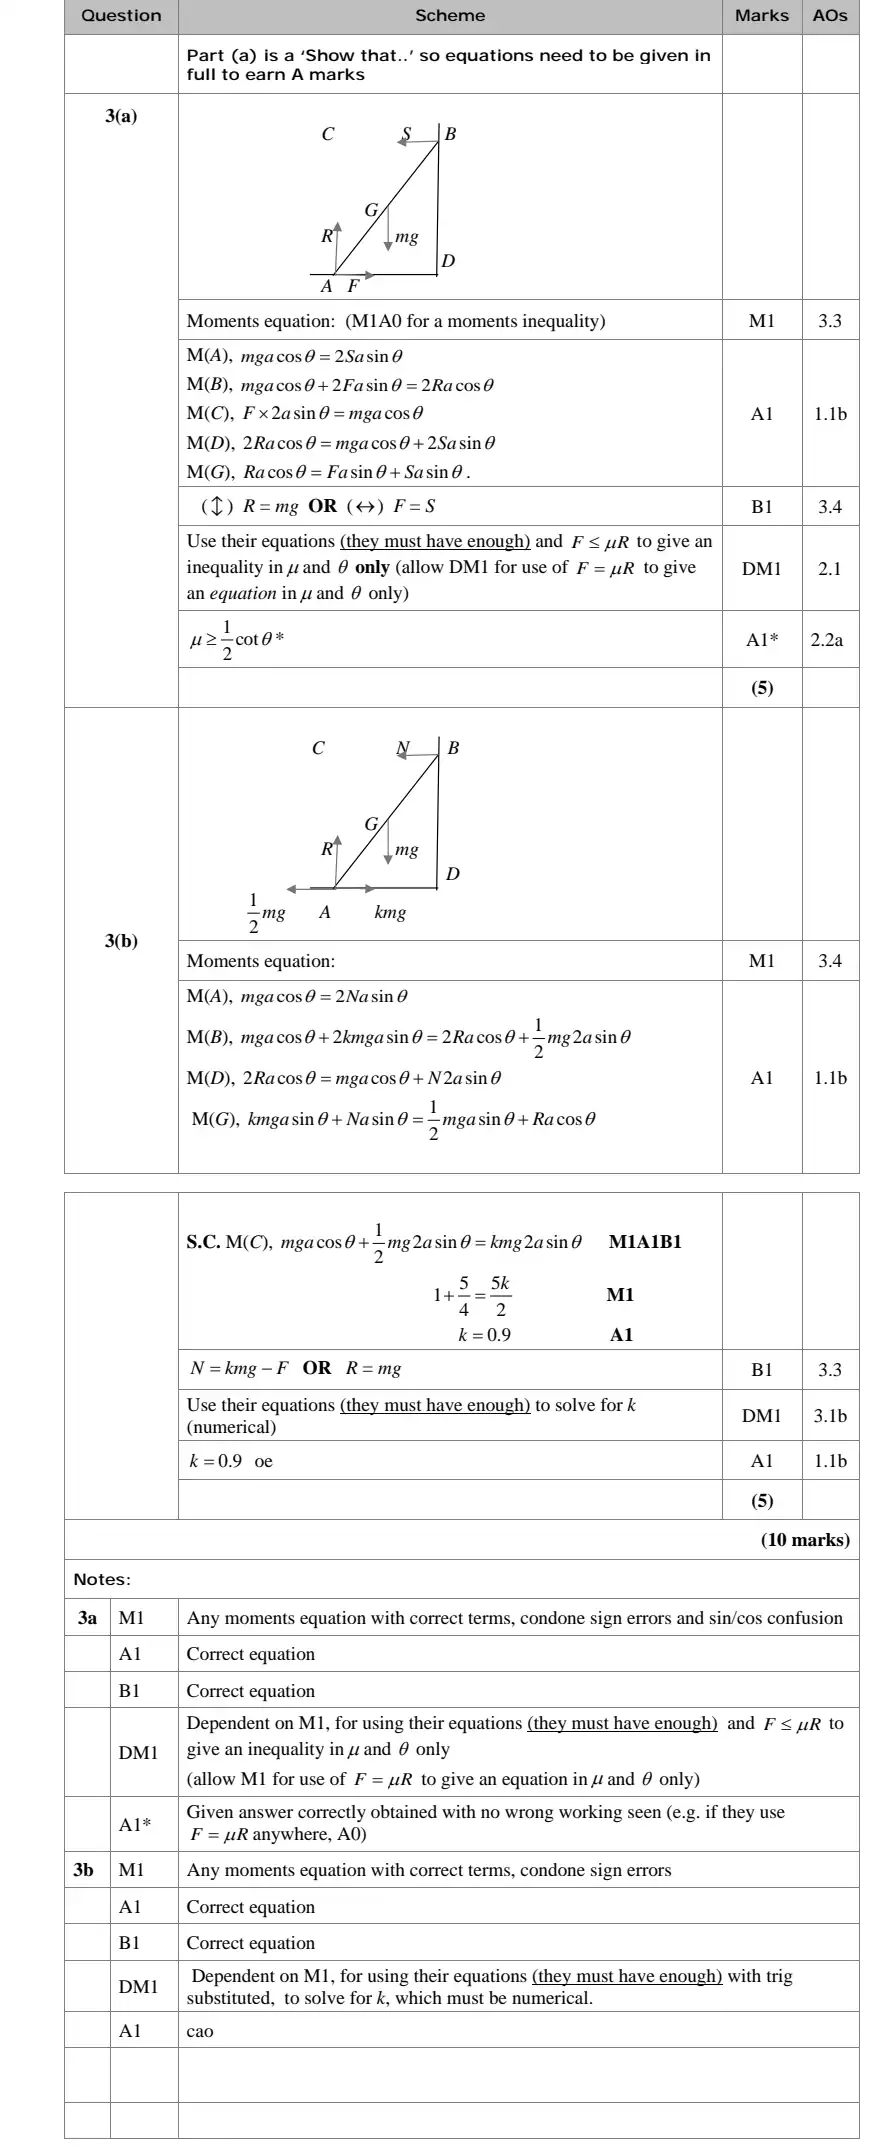 Question Scheme Marks AOs
Part (a) is a ‘Show that..’ so equations need to be given in
full to earn A marks
3(a)
C S B
G
R mg
D
A F
Moments equation: (M1A0 for a moments inequality) M1 3.3
M(A), mga cos θ = 2Sa sin θ
M(B), mga cos θ + 2Fa sin θ = 2Ra cos θ
M(C), F × 2a sin θ = mga cos θ A1 1.1b
M(D), 2Ra cos θ = mga cos θ + 2Sa sin θ
M(G), Ra cos θ = Fa sin θ + Sa sin θ .
(↕) R = mg OR (↔) F = S B1 3.4
Use their equations (they must have enough) and F ≤ μR to give an
inequality in μ and θ only (allow DM1 for use of F = μR to give DM1 2.1
an equation in μ and θ only)
μ ≥ 1/2 cot θ * A1* 2.2a
(5)
3(b)
C N B
G
R mg
D
1/2 mg A kmg
Moments equation: M1 3.4
M(A), mga cos θ = 2Na sin θ
M(B), mga cos θ + 2kmga sin θ = 2Ra cos θ + 1/2 mg2a sin θ
M(D), 2Ra cos θ = mga cos θ + N2a sin θ A1 1.1b
M(G), kmga sin θ + Na sin θ = 1/2 mga sin θ + Ra cos θ
S.C. M(C), mga cos θ + 1/2 mg2a sin θ = kmg2a sin θ M1A1B1
1 + 5/4 = 5k/2 M1
k = 0.9 A1
N = kmg − F OR R = mg B1 3.3
Use their equations (they must have enough) to solve for k
(numerical) DM1 3.1b
k = 0.9 oe A1 1.1b
(5)
(10 marks)
Notes:
3a M1 Any moments equation with correct terms, condone sign errors and sin/cos confusion
A1 Correct equation
B1 Correct equation
DM1 Dependent on M1, for using their equations (they must have enough) and F ≤ μR to
give an inequality in μ and θ only
(allow M1 for use of F = μR to give an equation in μ and θ only)
A1* Given answer correctly obtained with no wrong working seen (e.g. if they use
F = μR anywhere, A0)
3b M1 Any moments equation with correct terms, condone sign errors
A1 Correct equation
B1 Correct equation
DM1 Dependent on M1, for using their equations (they must have enough) with trig
substituted, to solve for k, which must be numerical.
A1 cao